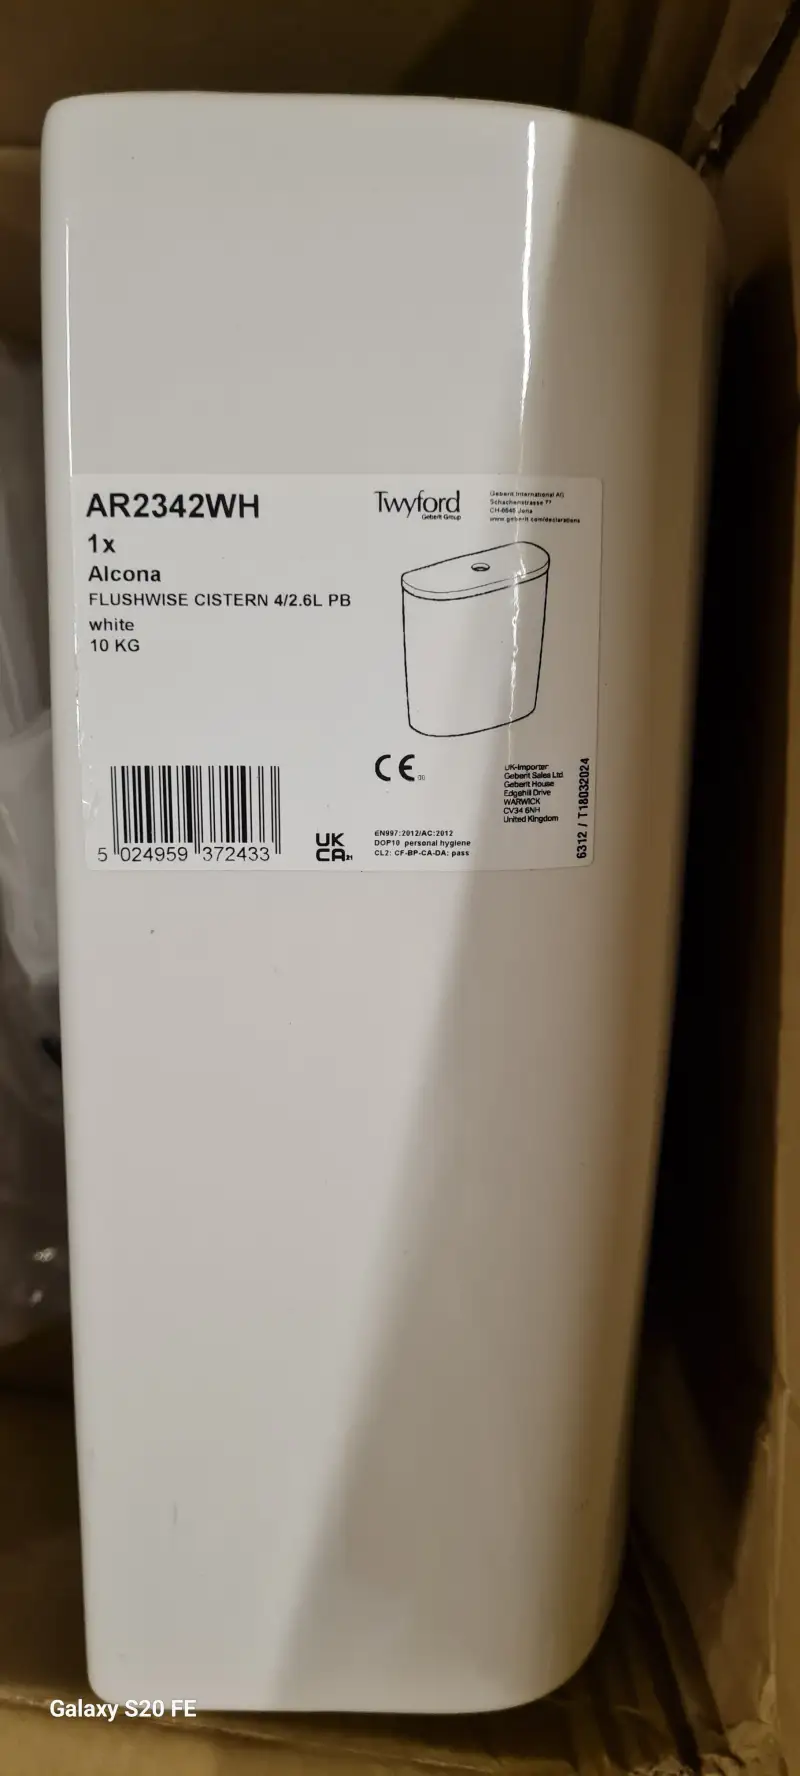 AR2342WH
1x
Alcona
FLUSHWISE CISTERN 4/2.6L PB
white
10 KG
Twyford
Geberit Group
Geberit International AG
Schachenstrasse 77
CH-8645 Jona
www.geberit.com/declarations
5 024959 372433
UK
CA
CE
EN997:2012/AC:2012
DOP10 personal hygiene
CL2: CF-BP-CA-DA: pass
UK-Importer
Geberit Sales Ltd
Geberit House
Edgehill Drive
WARWICK
CV34 6NH
United Kingdom
6312 / T18032024
Galaxy S20 FE